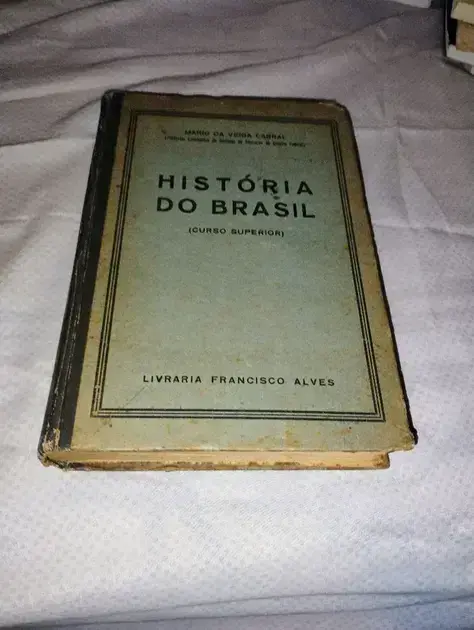 MARIO DA VEIGA CABRAL
HISTÓRIA
DO BRASIL
(CURSO SUPERIOR)
LIVRARIA FRANCISCO ALVES